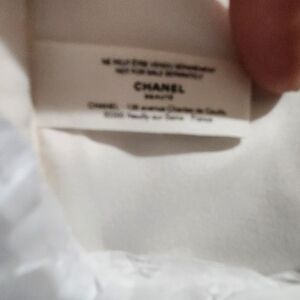 NE PEUT ÊTRE VENDU SÉPARÉMENT
NOT FOR SALE SEPARATELY
CHANEL
BEAUTÉ
CHANEL - 135 avenue Charles de Gaulle
92200 Neuilly-sur-Seine - France